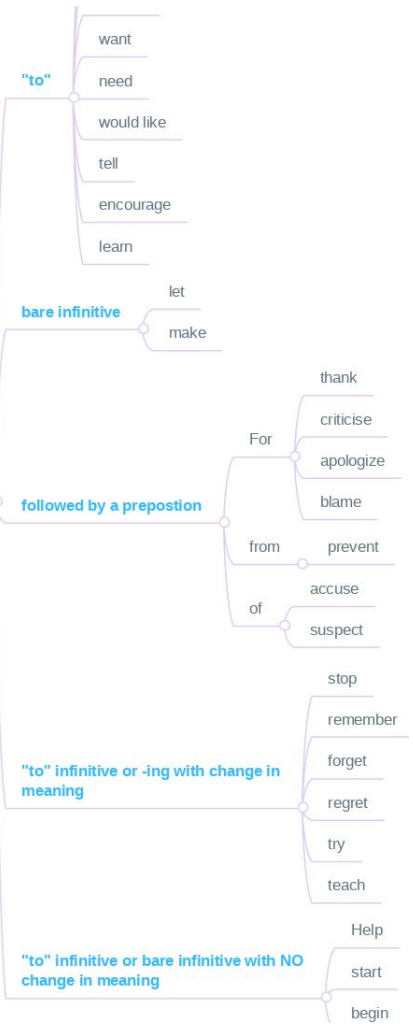 want
"to"
need
would like
tell
encourage
learn
let
bare infinitive
make
thank
criticise
For
apologize
blame
followed by a prepostion
from
prevent
accuse
of
suspect
stop
remember
forget
"to" infinitive or -ing with change in
meaning
regret
try
teach
Help
"to" infinitive or bare infinitive with NO
change in meaning
start
begin